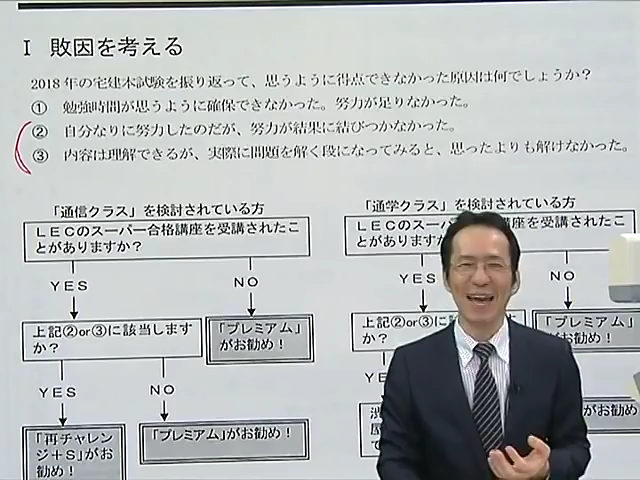 Ⅰ 敗因を考える
2018年の宅建本試験を振り返って、思うように得点できなかった原因は何でしょうか？
① 勉強時間が思うように確保できなかった。努力が足りなかった。
② 自分なりに努力したのだが、努力が結果に結びつかなかった。
③ 内容は理解できるが、実際に問題を解く段になってみると、思ったよりも解けなかった。
「通信クラス」を検討されている方
LECのスーパー合格講座を受講されたこ
とがありますか？
YES
NO
上記②or③に該当します
か？
「プレミアム」
がお勧め！
YES
NO
「再チャレン
ジ＋S」がお
勧め！
「プレミアム」がお勧め！
「通学クラス」を検討されている方
LECのスーパ
を受講されたこ
とがありますか
YES
NO
上記②or③に
す
「プレミアム」
がお勧め！
YE
がお勧め！